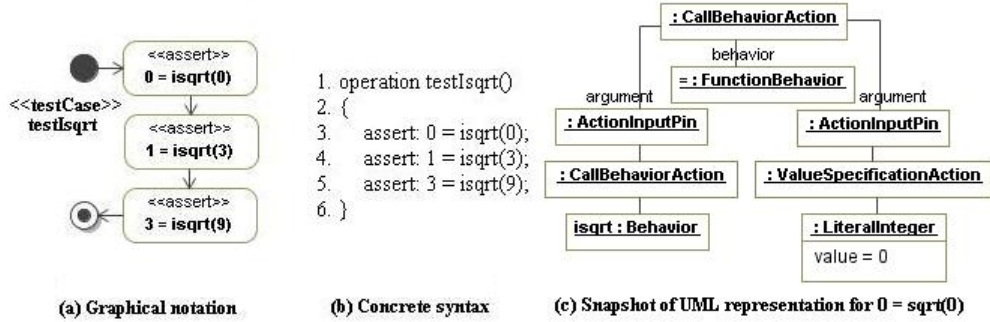 <<assert>>
0 = isqrt(0)
<<testCase>>
testIsqrt
<<assert>>
1 = isqrt(3)
<<assert>>
3 = isqrt(9)
(a) Graphical notation
1. operation testIsqrt()
2. {
3. assert: 0 = isqrt(0);
4. assert: 1 = isqrt(3);
5. assert: 3 = isqrt(9);
6. }
(b) Concrete syntax
: CallBehaviorAction
behavior
= : FunctionBehavior
argument
argument
: ActionInputPin
: ActionInputPin
: CallBehaviorAction
: ValueSpecificationAction
isqrt : Behavior
: LiteralInteger
value = 0
(c) Snapshot of UML representation for 0 = sqrt(0)